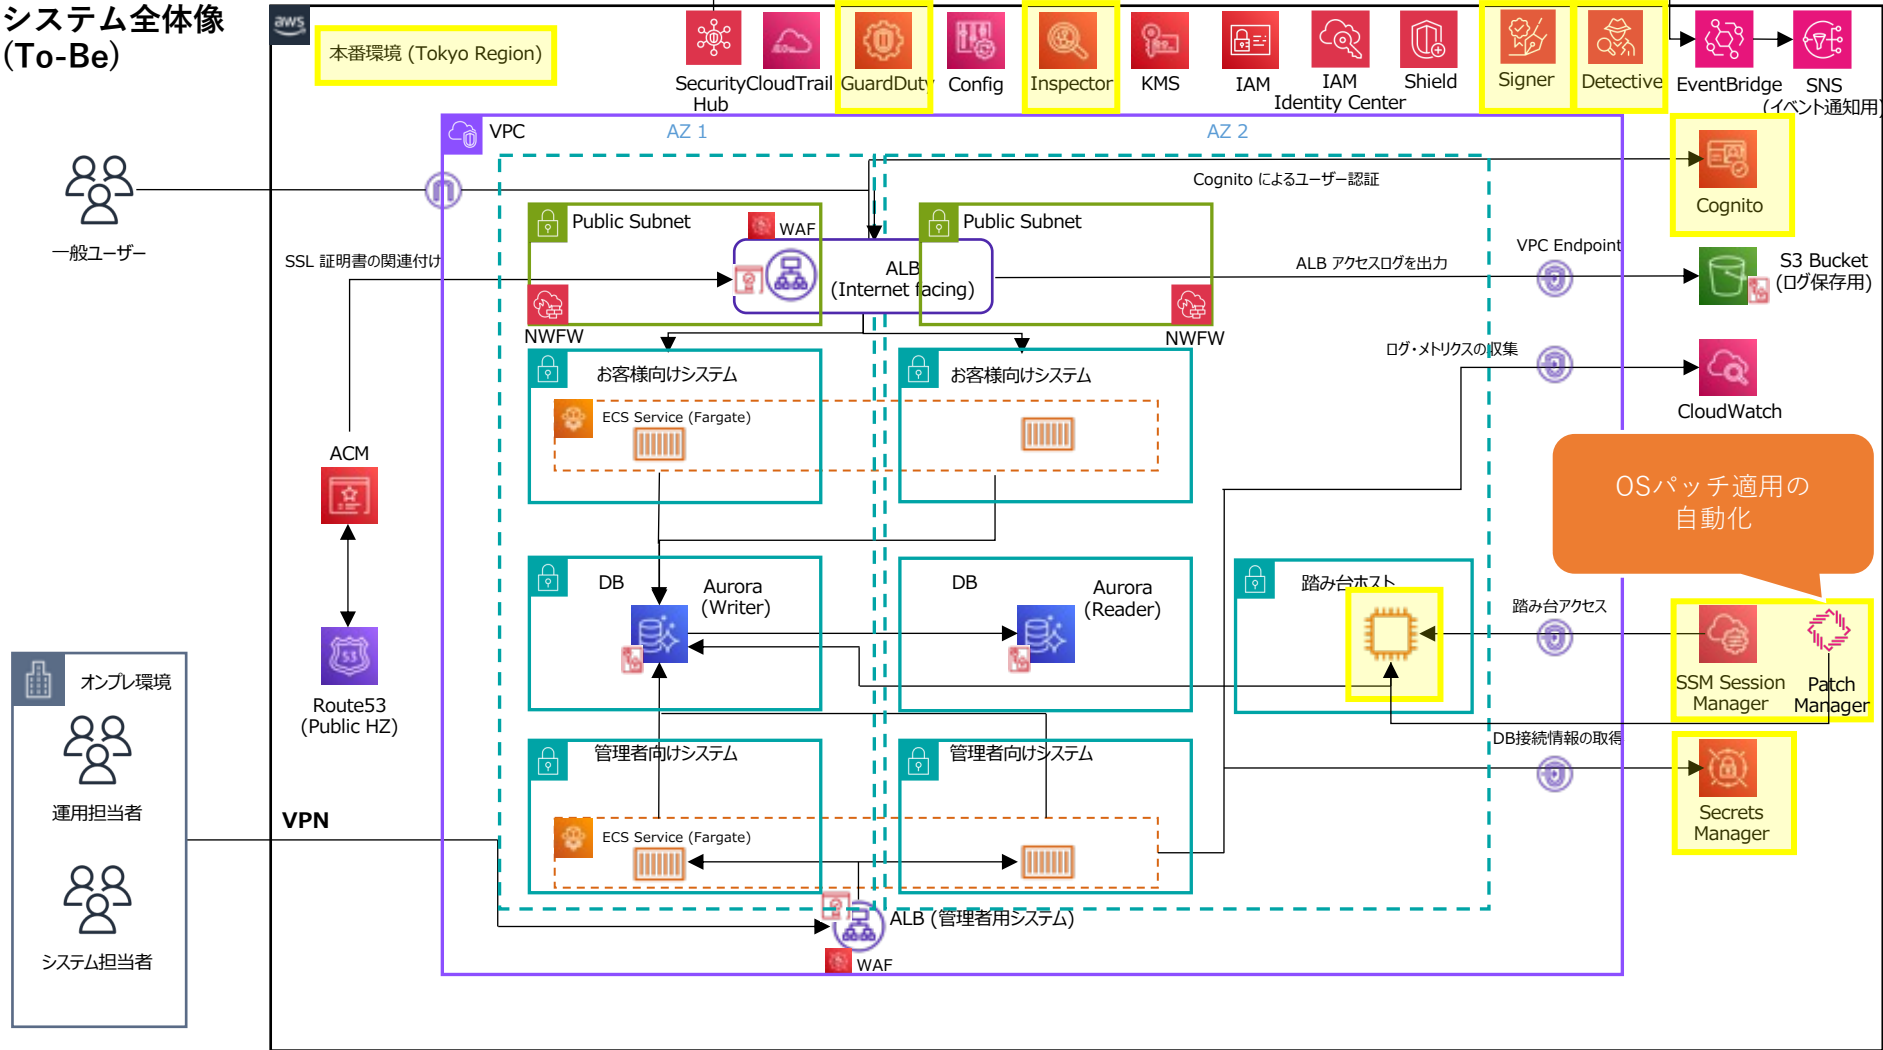 システム全体像
(To-Be)
aws
本番環境 (Tokyo Region)
Security
Hub
CloudTrail
GuardDuty
Config
Inspector
KMS
IAM
IAM
Identity Center
Shield
Signer
Detective
EventBridge
SNS
(イベント通知用)
VPC
AZ 1
AZ 2
Cognito によるユーザー認証
Cognito
一般ユーザー
Public Subnet
WAF
Public Subnet
SSL 証明書の関連付け
ALB
(Internet facing)
ALB アクセスログを出力
VPC Endpoint
S3 Bucket
(ログ保存用)
NWFW
NWFW
お客様向けシステム
お客様向けシステム
ログ・メトリクスの収集
CloudWatch
ECS Service (Fargate)
ACM
OSパッチ適用の
自動化
DB
Aurora
(Writer)
DB
Aurora
(Reader)
踏み台ホスト
踏み台アクセス
SSM Session
Manager
Patch
Manager
53
Route53
(Public HZ)
オンプレ環境
運用担当者
システム担当者
VPN
管理者向けシステム
管理者向けシステム
DB接続情報の取得
Secrets
Manager
ECS Service (Fargate)
ALB (管理者用システム)
WAF